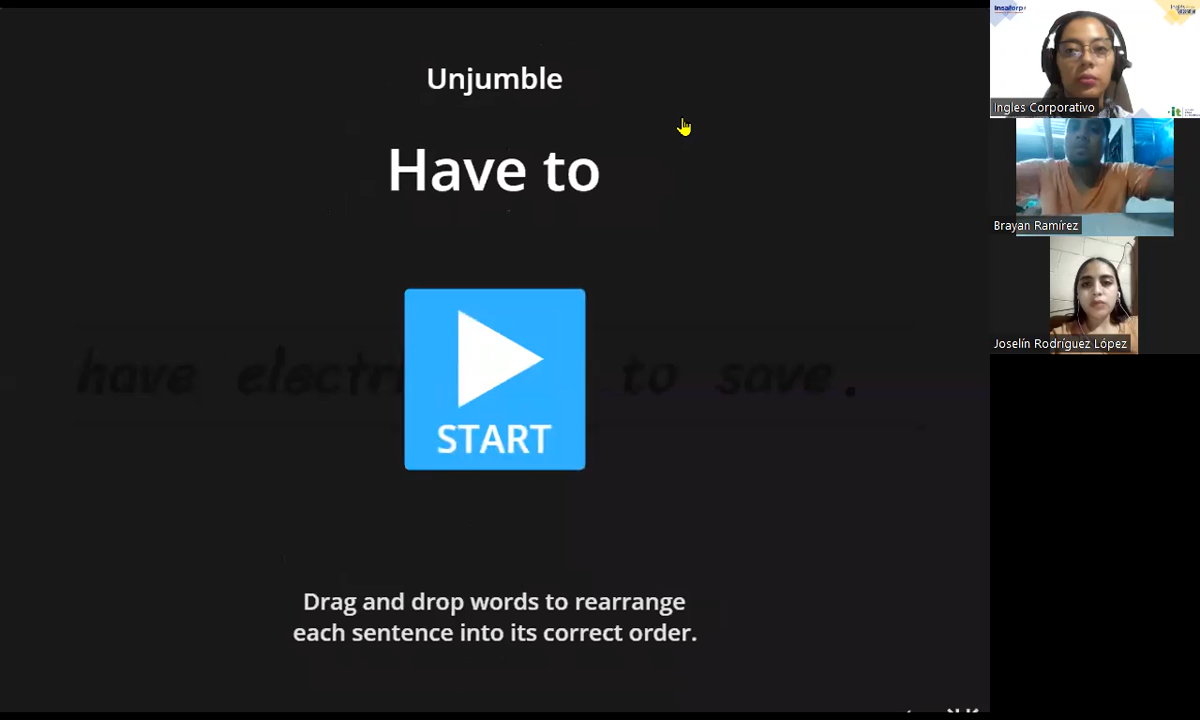 Unjumble
Have to
have electri to save.
START
Drag and drop words to rearrange
each sentence into its correct order.
Insaforp
Ingles Corporativo
Brayan Ramírez
Joselín Rodríguez López